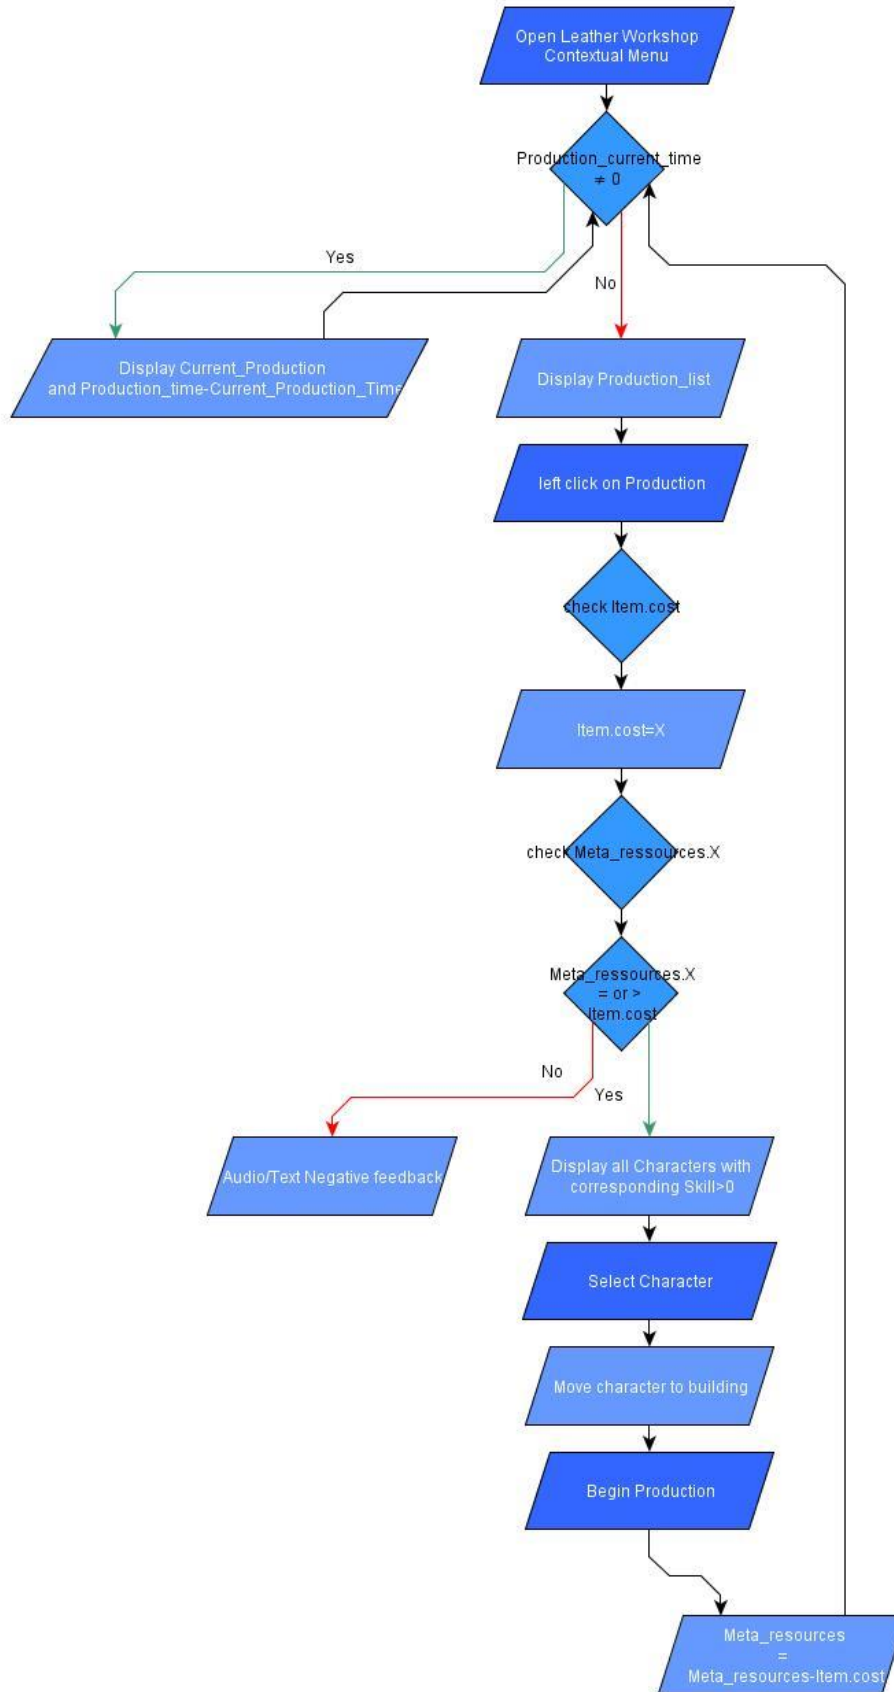 Open Leather Workshop
Contextual Menu
Production_current_time
≠ 0
Yes
No
Display Current_Production
and Production_time-Current_Production_Time
Display Production_list
left click on Production
check Item.cost
Item.cost=X
check Meta_ressources.X
Meta_ressources.X
= or >
Item.cost
No
Yes
Audio/Text Negative feedback
Display all Characters with
corresponding Skill>0
Select Character
Move character to building
Begin Production
Meta_resources
=
Meta_resources-Item.cost